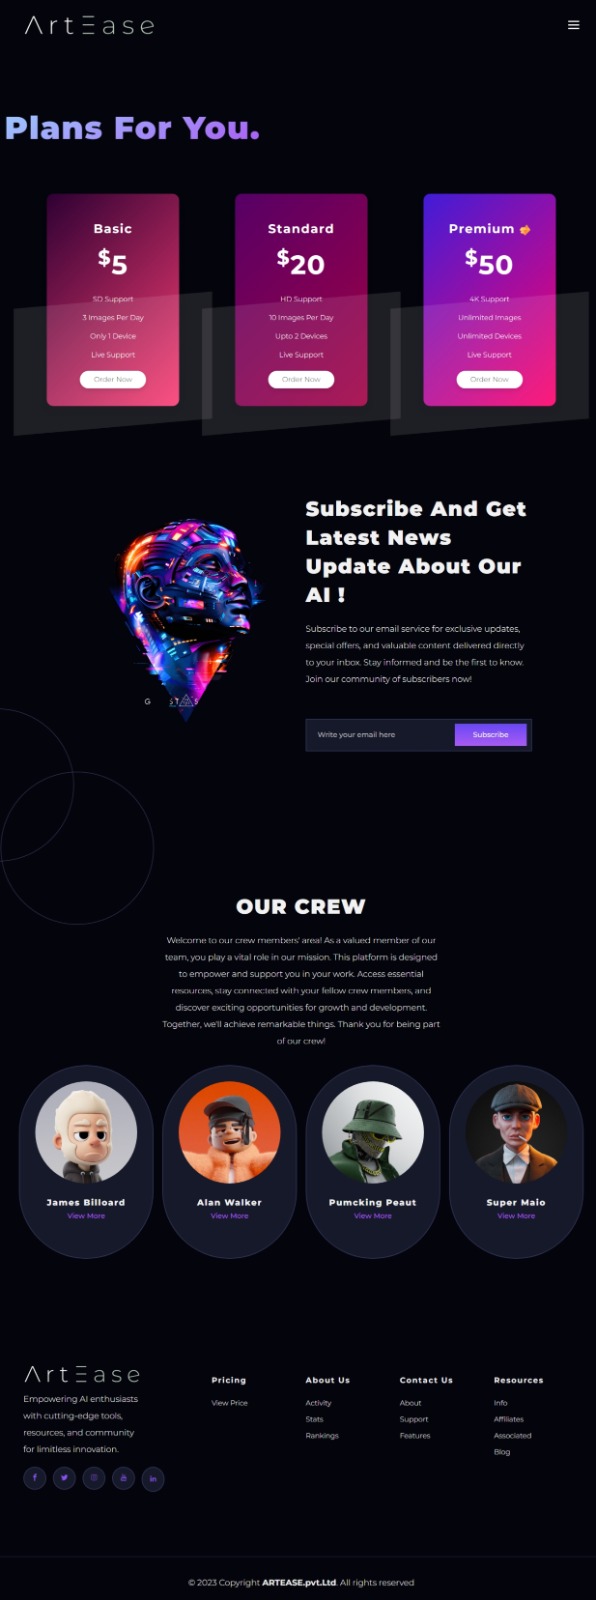 ArtEase
Plans For You.
Basic
$5
SD Support
3 Images Per Day
Only 1 Device
Live Support
Order Now
Standard
$20
HD Support
10 Images Per Day
Upto 2 Devices
Live Support
Order Now
Premium
$50
4K Support
Unlimited Images
Unlimited Devices
Live Support
Order Now
Subscribe And Get
Latest News
Update About Our
AI !
Subscribe to our email service for exclusive updates,
special offers, and valuable content delivered directly
to your inbox. Stay informed and be the first to know.
Join our community of subscribers now!
Write your email here
Subscribe
OUR CREW
Welcome to our crew members' area! As a valued member of our
team, you play a vital role in our mission. This platform is designed
to empower and support you in your work. Access essential
resources, stay connected with your fellow crew members, and
discover exciting opportunities for growth and development.
Together, we'll achieve remarkable things. Thank you for being part
of our crew!
James Billoard
View More
Alan Walker
View More
Pumcking Peaut
View More
Super Maio
View More
ArtEase
Empowering AI enthusiasts
with cutting-edge tools,
resources, and community
for limitless innovation.
Pricing
View Price
About Us
Activity
Stats
Rankings
Contact Us
About
Support
Features
Resources
Info
Affiliates
Associated
Blog
© 2023 Copyright ARTEASE.pvt.Ltd. All rights reserved